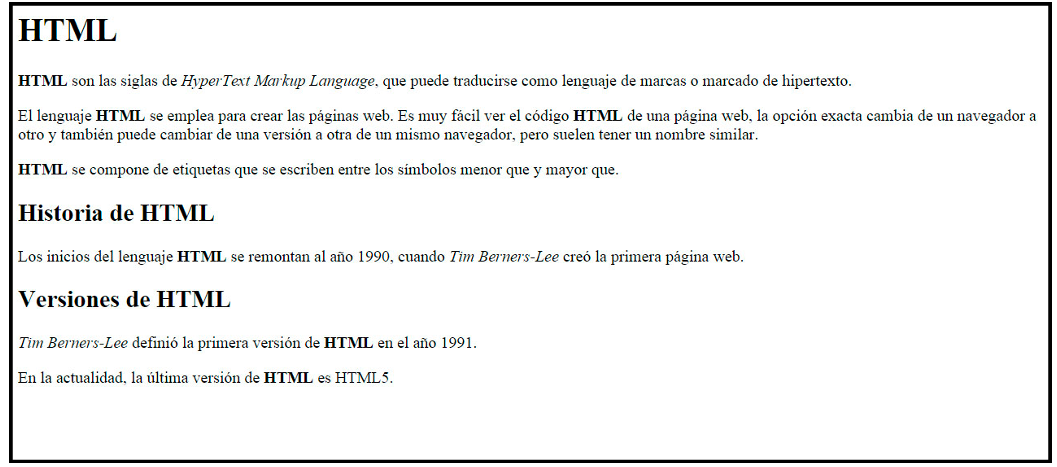 HTML
HTML son las siglas de HyperText Markup Language, que puede traducirse como lenguaje de marcas o marcado de hipertexto.
El lenguaje HTML se emplea para crear las páginas web. Es muy fácil ver el código HTML de una página web, la opción exacta cambia de un navegador a
otro y también puede cambiar de una versión a otra de un mismo navegador, pero suelen tener un nombre similar.
HTML se compone de etiquetas que se escriben entre los símbolos menor que y mayor que.
Historia de HTML
Los inicios del lenguaje HTML se remontan al año 1990, cuando Tim Berners-Lee creó la primera página web.
Versiones de HTML
Tim Berners-Lee definió la primera versión de HTML en el año 1991.
En la actualidad, la última versión de HTML es HTML5.